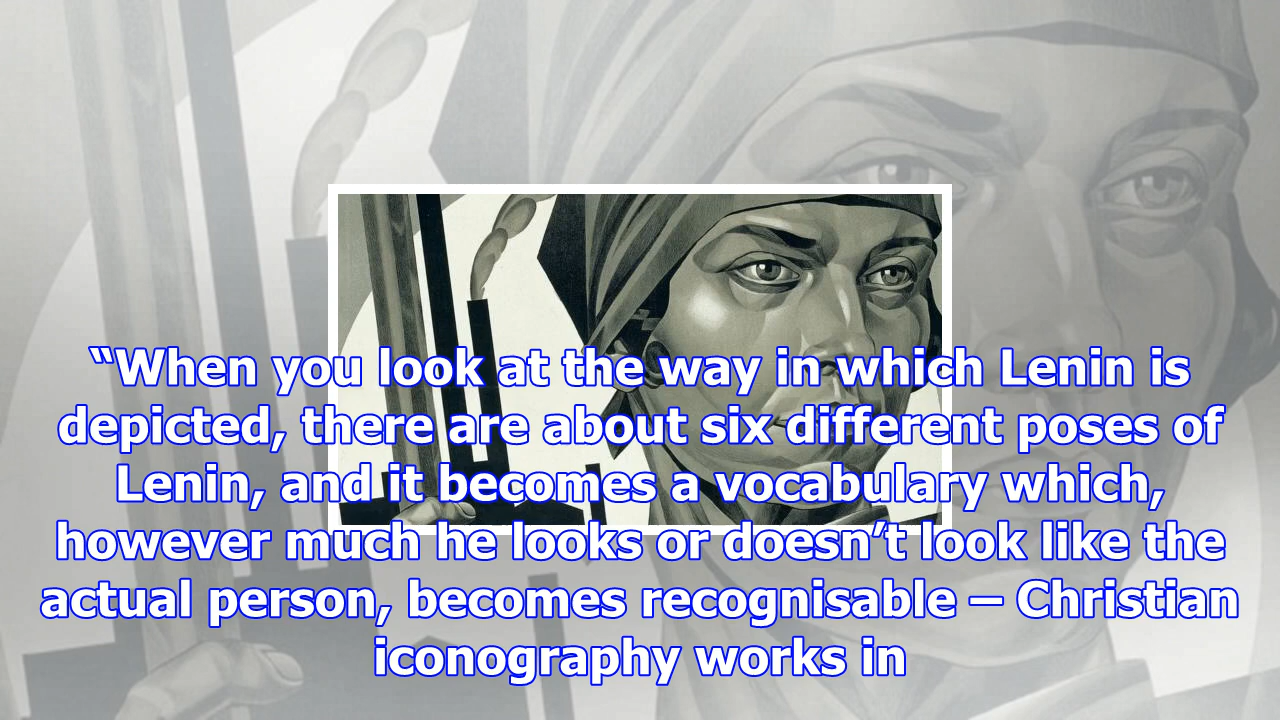 “When you look at the way in which Lenin is
depicted, there are about six different poses of
Lenin, and it becomes a vocabulary which,
however much he looks or doesn’t look like the
actual person, becomes recognisable – Christian
iconography works in